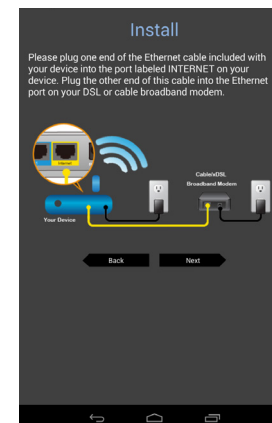 Install
Please plug one end of the Ethernet cable included with
your device into the port labeled INTERNET on your
device. Plug the other end of this cable into the Ethernet
port on your DSL or cable broadband modem.
Internet
Cable/xDSL
Broadband Modem
Your Device
Back
Next